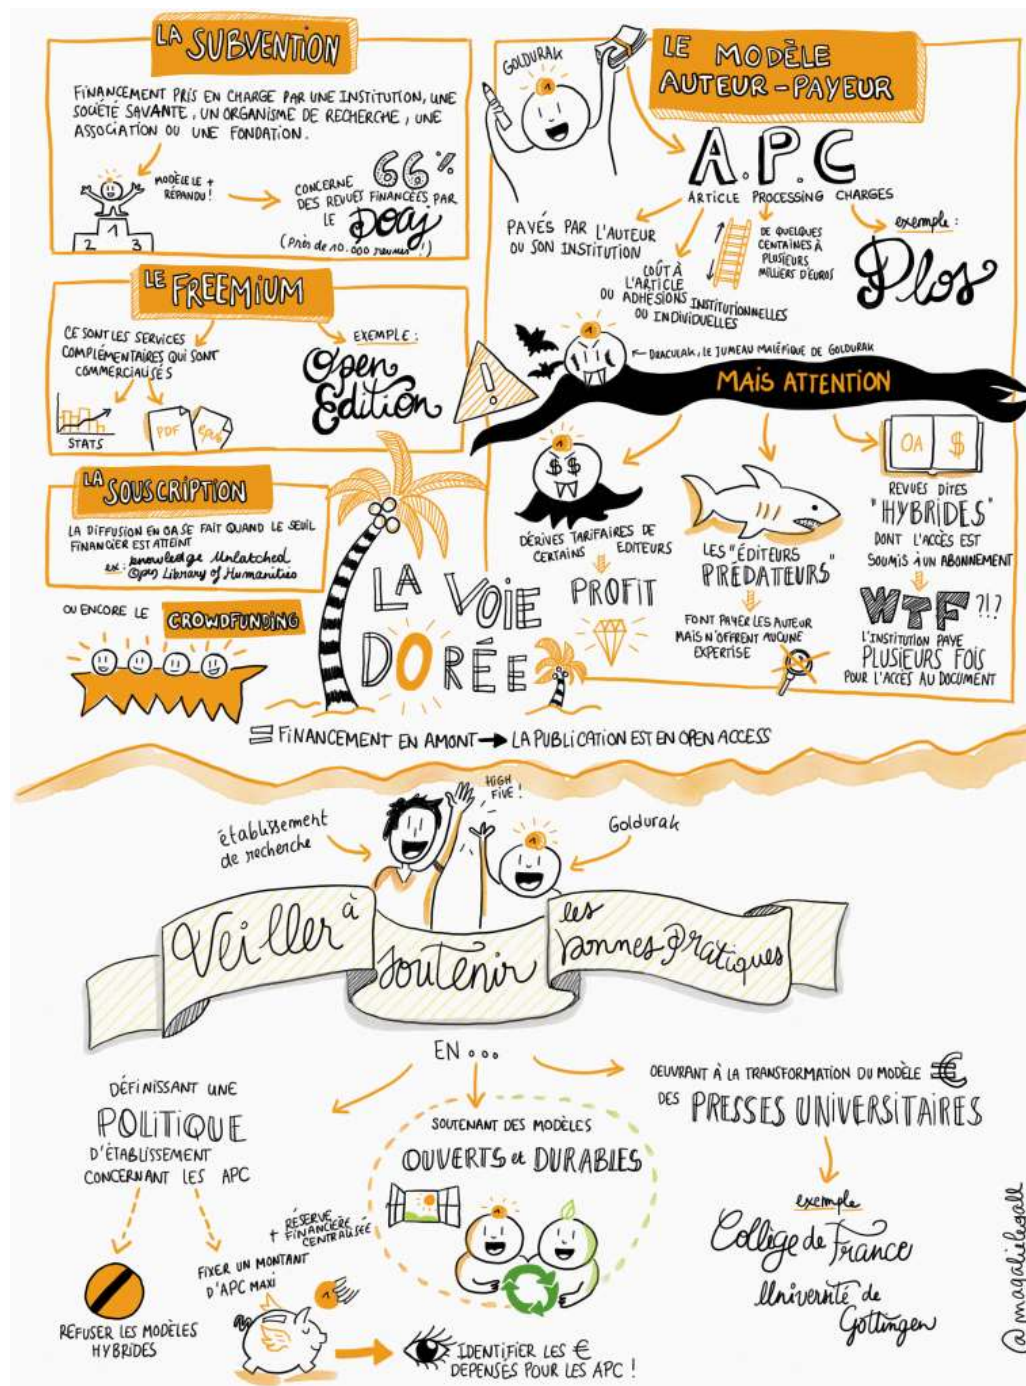 LA SUBVENTION
FINANCEMENT PRIS EN CHARGE PAR UNE INSTITUTION, UNE
SOCIÉTÉ SAVANTE, UN ORGANISME DE RECHERCHE, UNE
ASSOCIATION OU UNE FONDATION.
MODÈLE LE +
RÉPANDU !
2 1 3
CONCERNE 66%
DES REVUES FINANCÉES PAR
LE DOAJ
(Près de 10.000 revues !)
LE FREEMIUM
CE SONT LES SERVICES
COMPLÉMENTAIRES QUI SONT
COMMERCIALISÉS
STATS
PDF
epub
EXEMPLE :
Open
Edition
LA SOUSCRIPTION
LA DIFFUSION EN OA SE FAIT QUAND LE SEUIL
FINANCIER EST ATTEINT
ex : Knowledge Unlatched
Open Library of Humanities
OU ENCORE LE CROWDFUNDING
GOLDURAK
1
LE MODÈLE
AUTEUR-PAYEUR
A.P.C
ARTICLE PROCESSING CHARGES
PAYÉS PAR L'AUTEUR
OU SON INSTITUTION
COÛT À
L'ARTICLE
OU ADHÉSIONS INSTITUTIONNELLES
OU INDIVIDUELLES
DE QUELQUES
CENTAINES À
PLUSIEURS
MILLIERS D'EUROS
exemple :
Plos
1
DRACULAK, LE JUMEAU MALÉFIQUE DE GOLDURAK
!
MAIS ATTENTION
1
$ $
DÉRIVES TARIFAIRES DE
CERTAINS EDITEURS
PROFIT
LES "ÉDITEURS
PRÉDATEURS"
FONT PAYER LES AUTEUR
MAIS N'OFFRENT AUCUNE
EXPERTISE
OA $
REVUES DITES
"HYBRIDES"
DONT L'ACCÈS EST
SOUMIS À UN ABONNEMENT
WTF ?!?
L'INSTITUTION PAYE
PLUSIEURS FOIS
POUR L'ACCÈS AU DOCUMENT
LA VOIE
DORÉE
= FINANCEMENT EN AMONT → LA PUBLICATION EST EN OPEN ACCESS
HIGH
FIVE !
établissement
de recherche
Goldurak
1
Veiller à
soutenir
les
bonnes pratiques
EN ...
DÉFINISSANT UNE
POLITIQUE
D'ÉTABLISSEMENT
CONCERNANT LES APC
REFUSER LES MODÈLES
HYBRIDES
FIXER UN MONTANT
D'APC MAXI
+ RÉSERVE
FINANCIÈRE
CENTRALISÉE
1
IDENTIFIER LES €
DÉPENSÉS POUR LES APC !
SOUTENANT DES MODÈLES
OUVERTS et DURABLES
OEUVRANT À LA TRANSFORMATION DU MODÈLE €
DES PRESSES UNIVERSITAIRES
exemple
Collège de France
Université de
Gottingen
@magalielegall